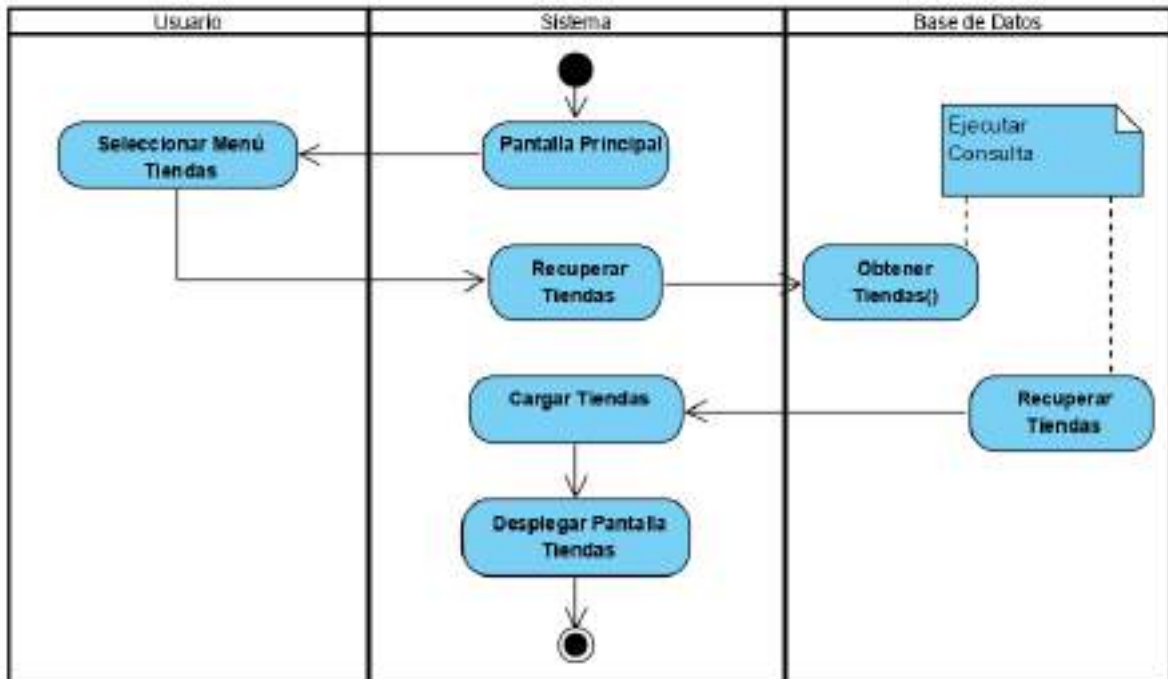 Usuario
Sistema
Base de Datos
Pantalla Principal
Seleccionar Menú
Tiendas
Ejecutar
Consulta
Recuperar
Tiendas
Obtener
Tiendas()
Cargar Tiendas
Recuperar
Tiendas
Desplegar Pantalla
Tiendas